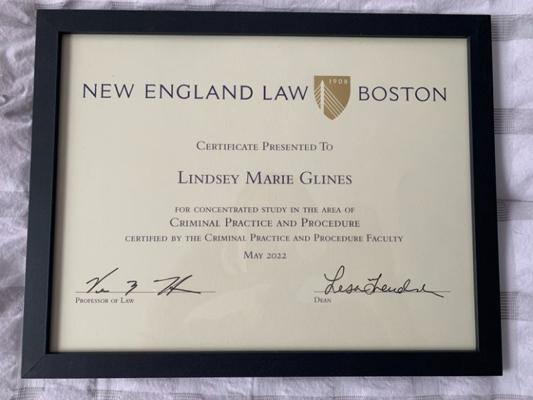 NEW ENGLAND LAW 1908 BOSTON
CERTIFICATE PRESENTED TO
LINDSEY MARIE GLINES
FOR CONCENTRATED STUDY IN THE AREA OF
CRIMINAL PRACTICE AND PROCEDURE
CERTIFIED BY THE CRIMINAL PRACTICE AND PROCEDURE FACULTY
MAY 2022
PROFESSOR OF LAW DEAN